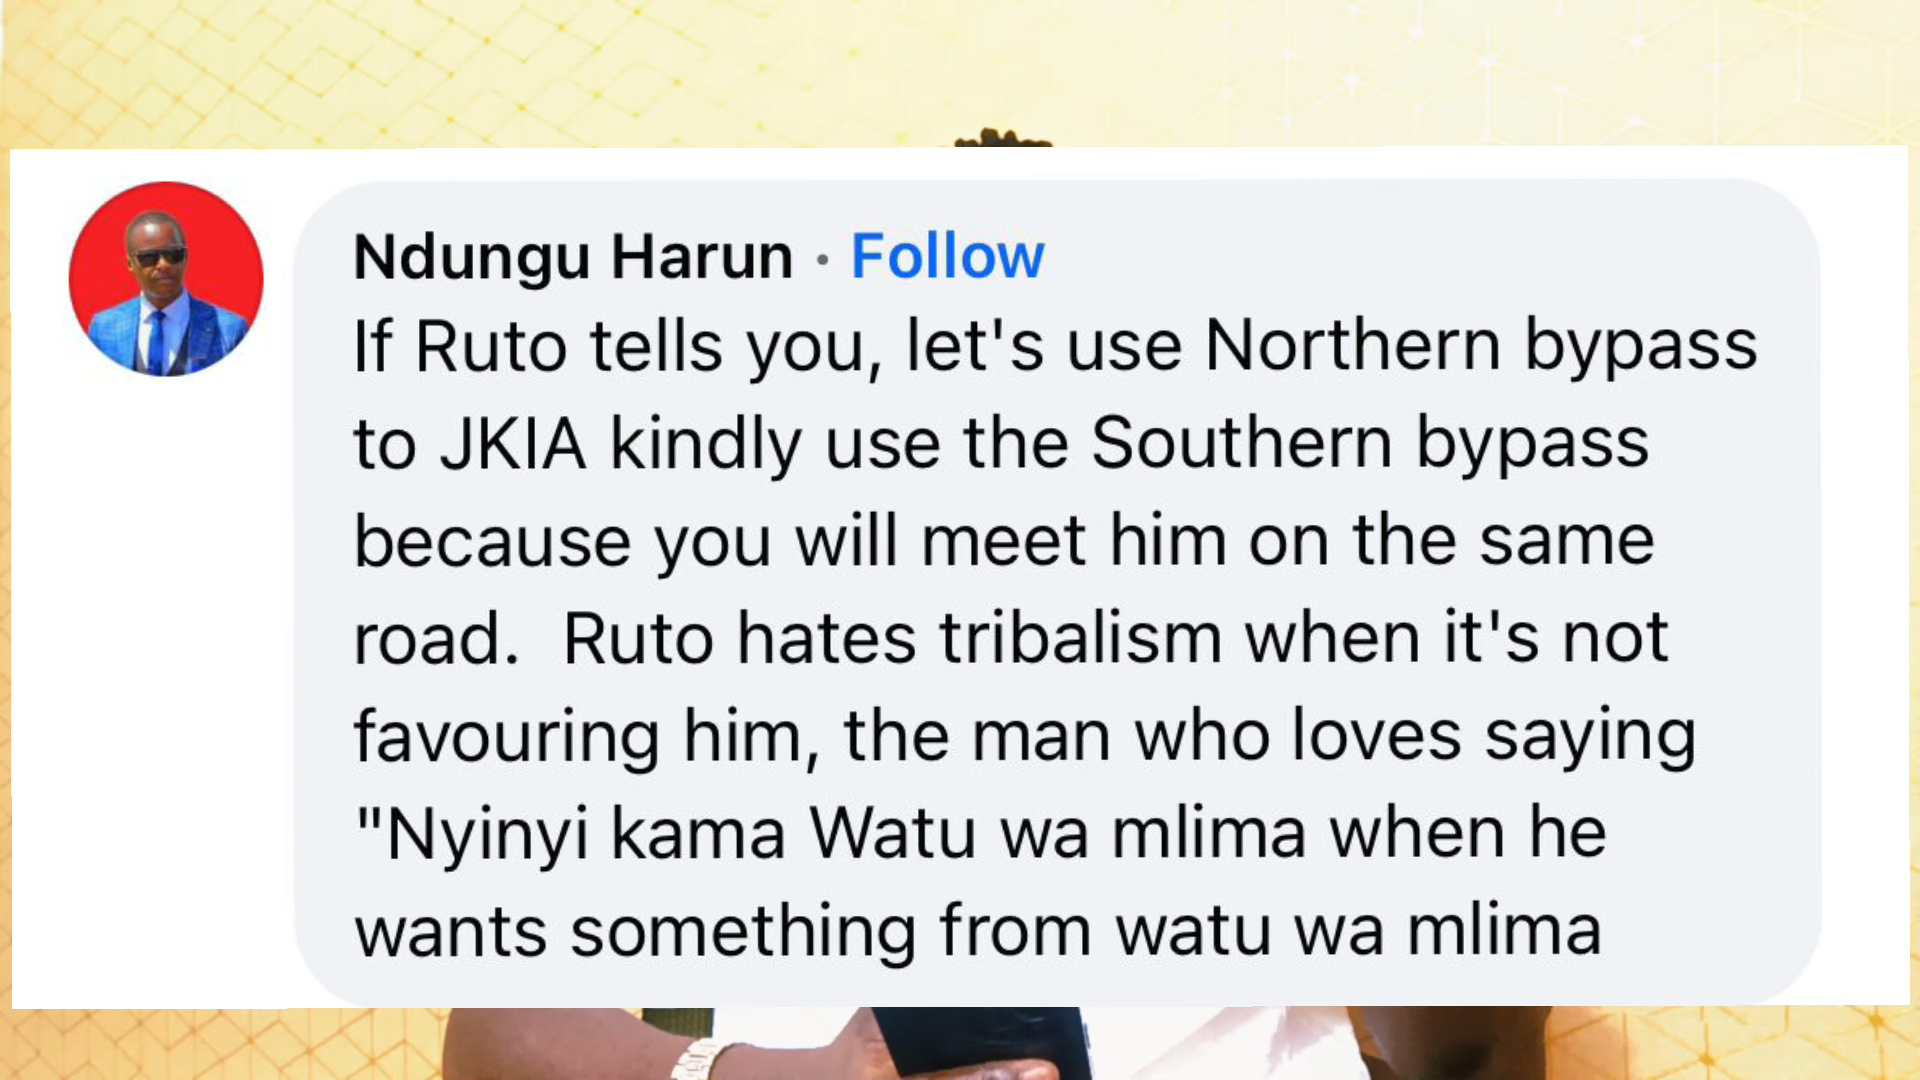 Ndungu Harun · Follow
If Ruto tells you, let's use Northern bypass
to JKIA kindly use the Southern bypass
because you will meet him on the same
road.  Ruto hates tribalism when it's not
favouring him, the man who loves saying
"Nyinyi kama Watu wa mlima when he
wants something from watu wa mlima